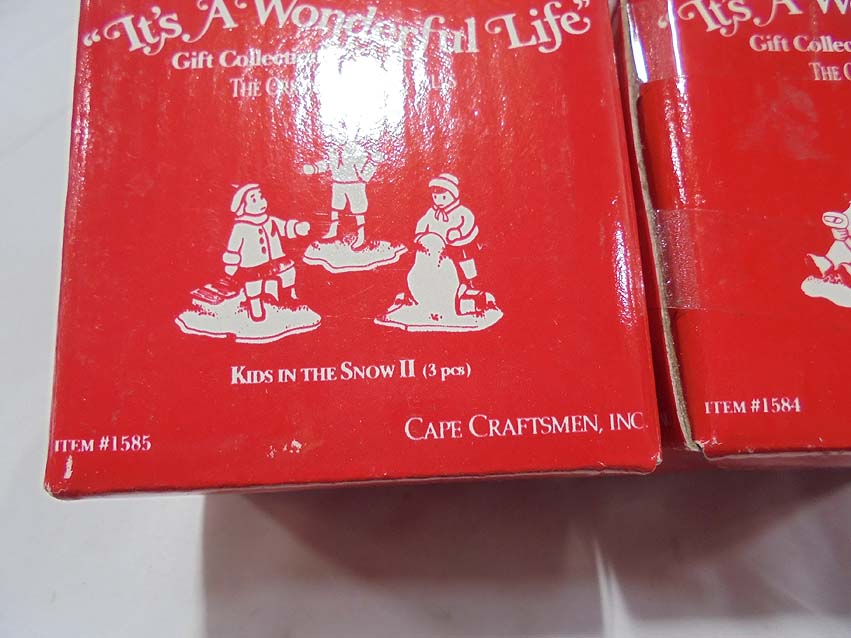 "It's A Wonderful Life"
Gift Collection
The
Kids in the Snow II (3 pcs)
Item #1585
Cape Craftsmen, Inc
"It's A
Gift Collec
The
Item #1584